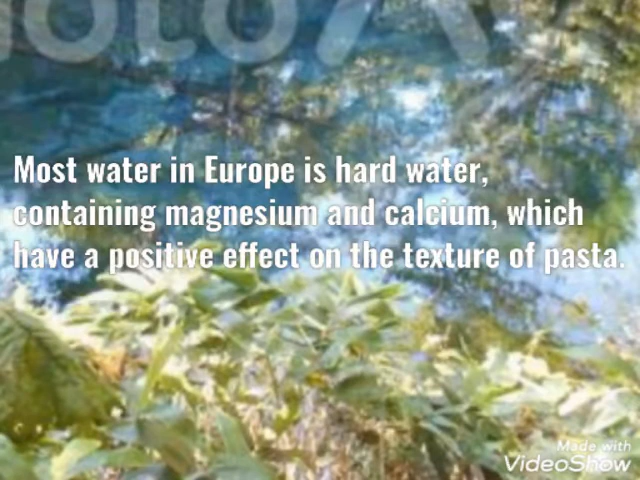 Most water in Europe is hard water,
containing magnesium and calcium, which
have a positive effect on the texture of pasta.
Made with
VideoShow